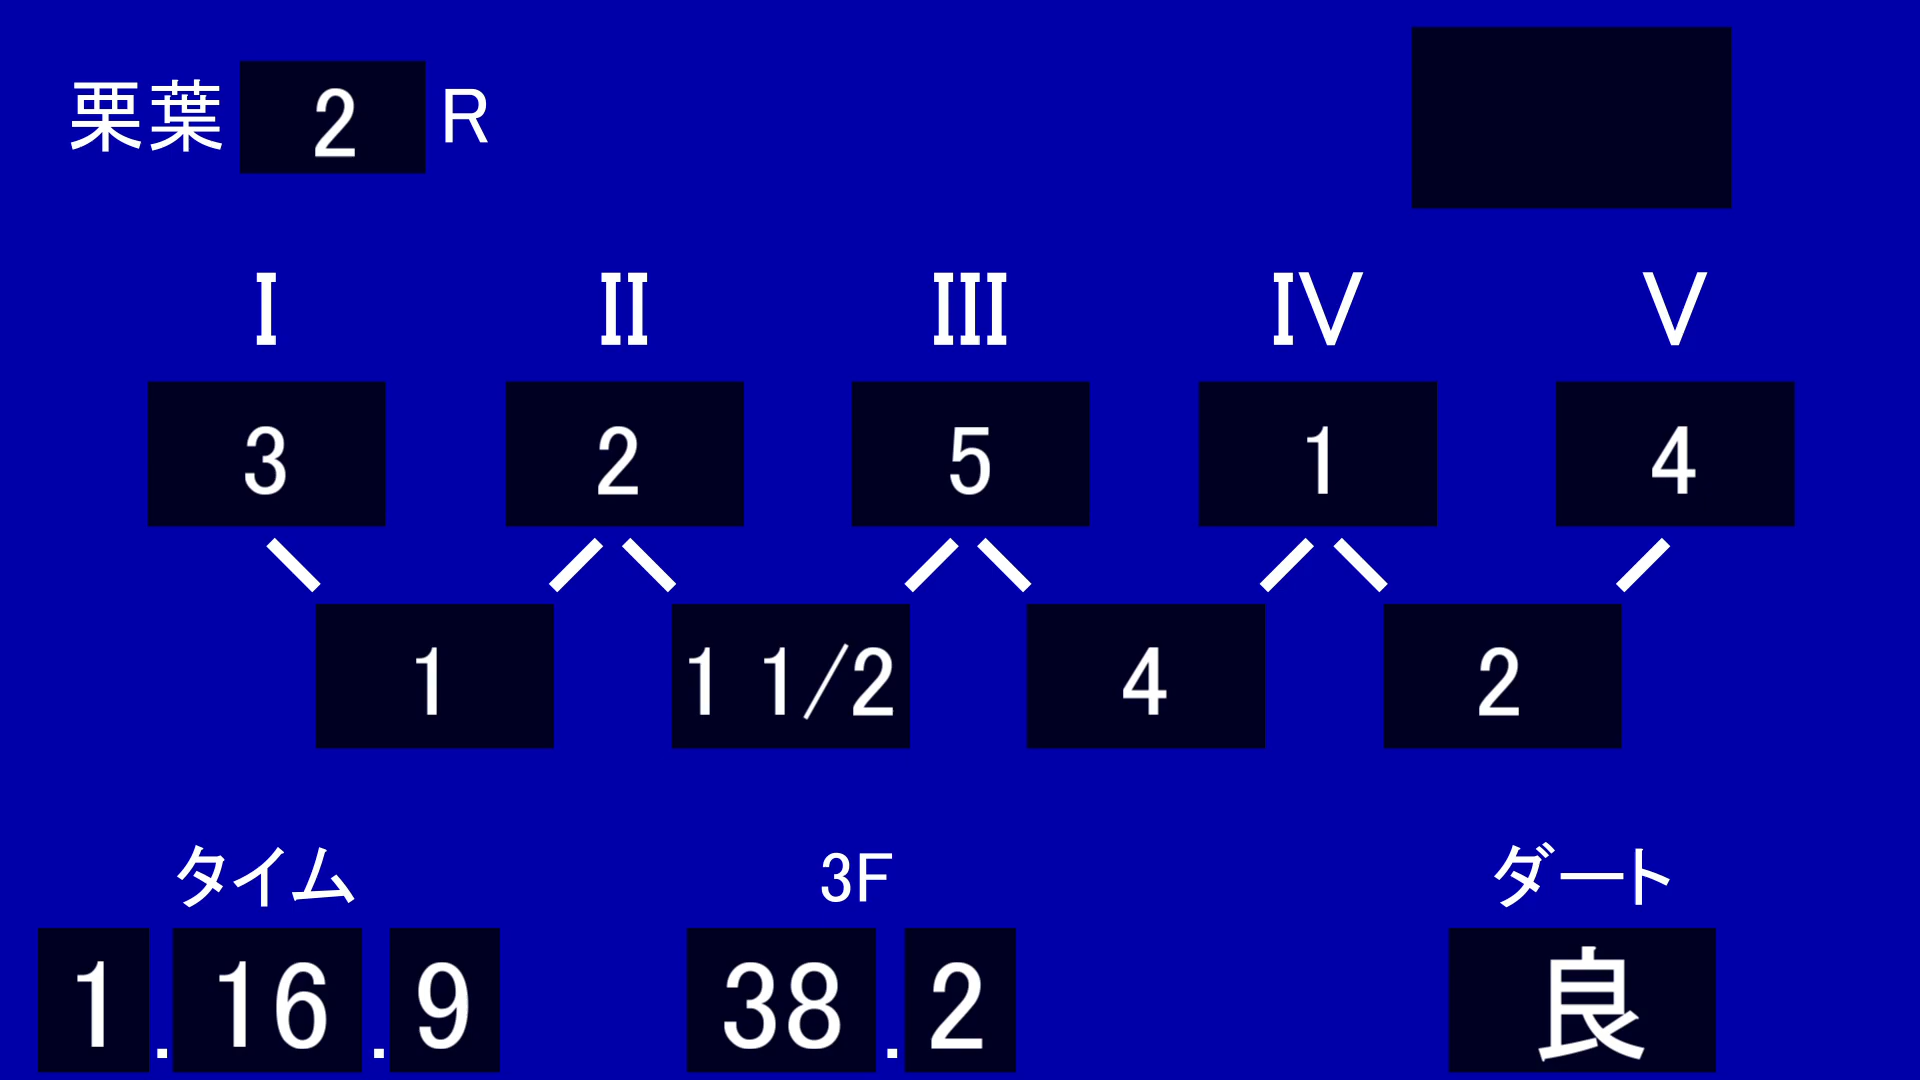 栗葉 2 R
I II III IV V
3 2 5 1 4
1 1 1/2 4 2
タイム 3F ダート
1.16.9 38.2 良